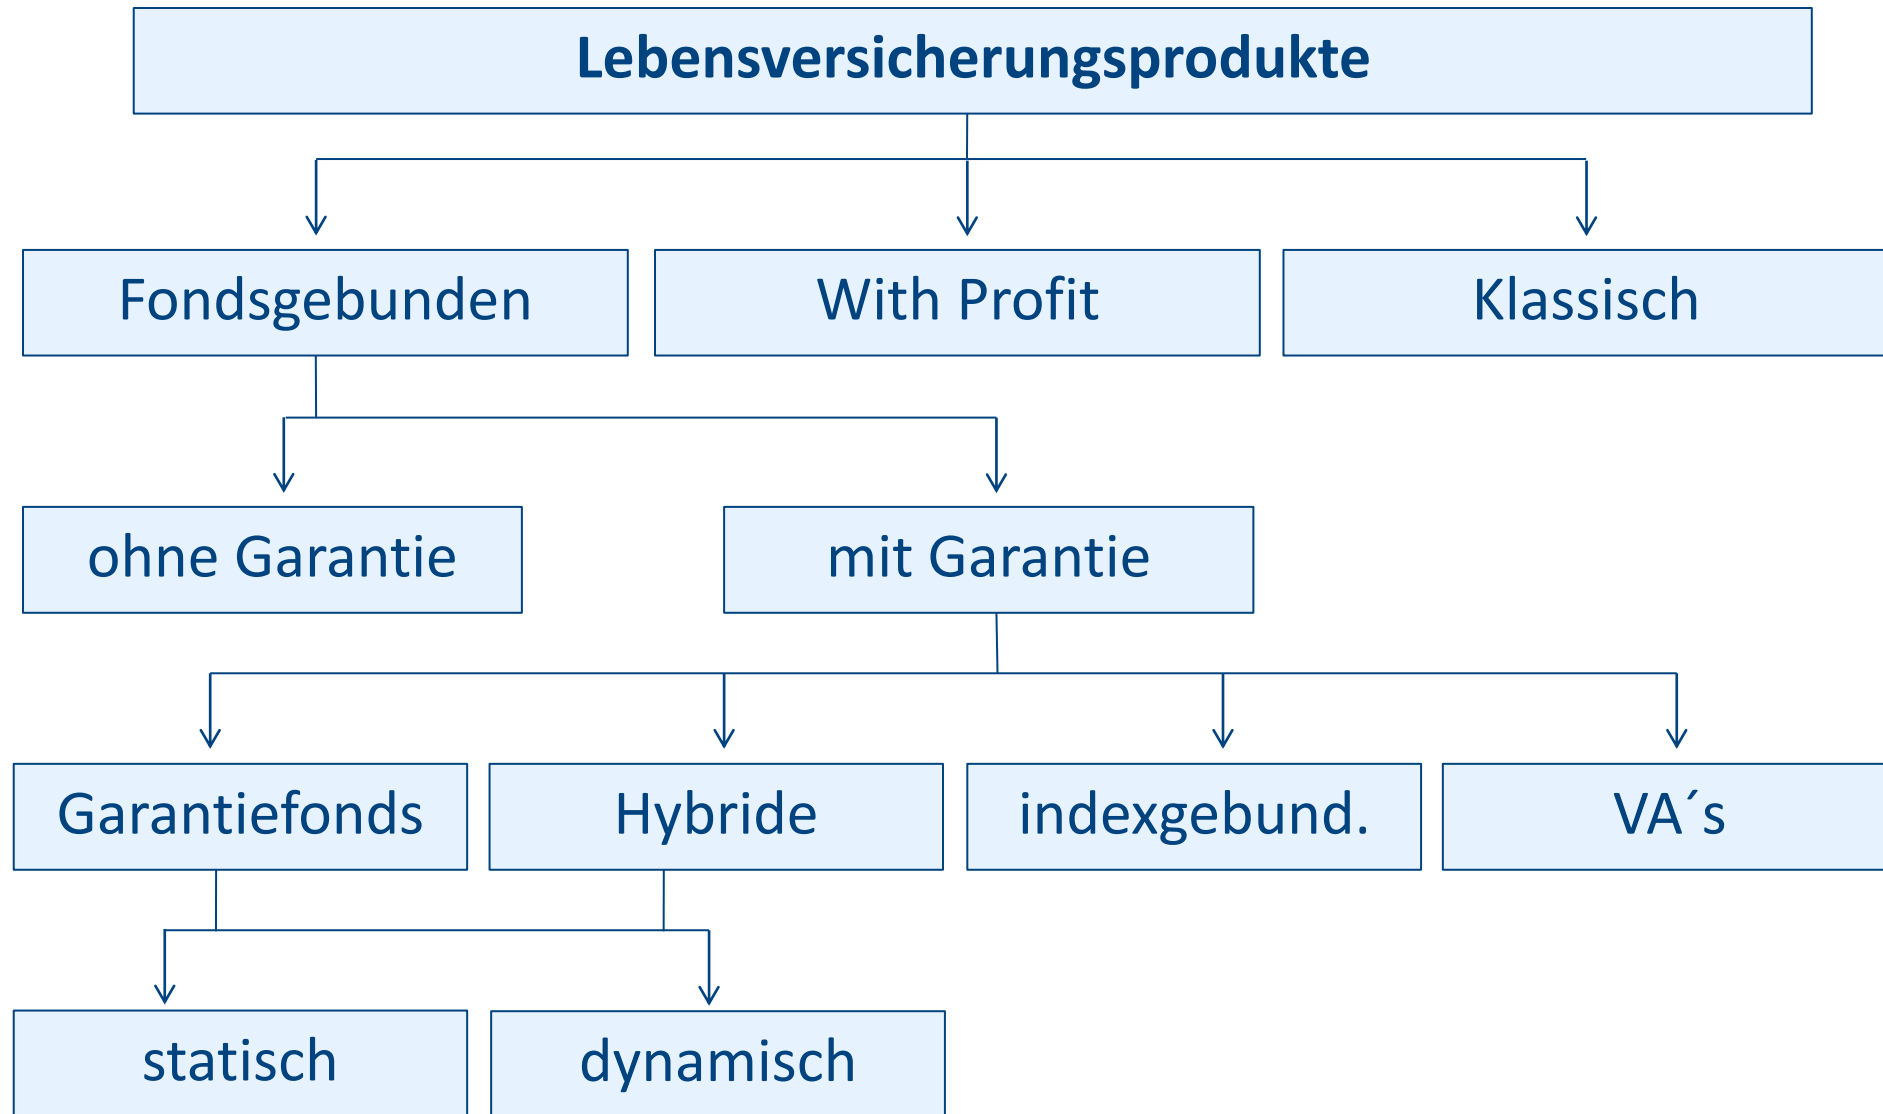 Lebensversicherungsprodukte
Fondsgebunden
With Profit
Klassisch
ohne Garantie
mit Garantie
Garantiefonds
Hybride
indexgebund.
VA´s
statisch
dynamisch